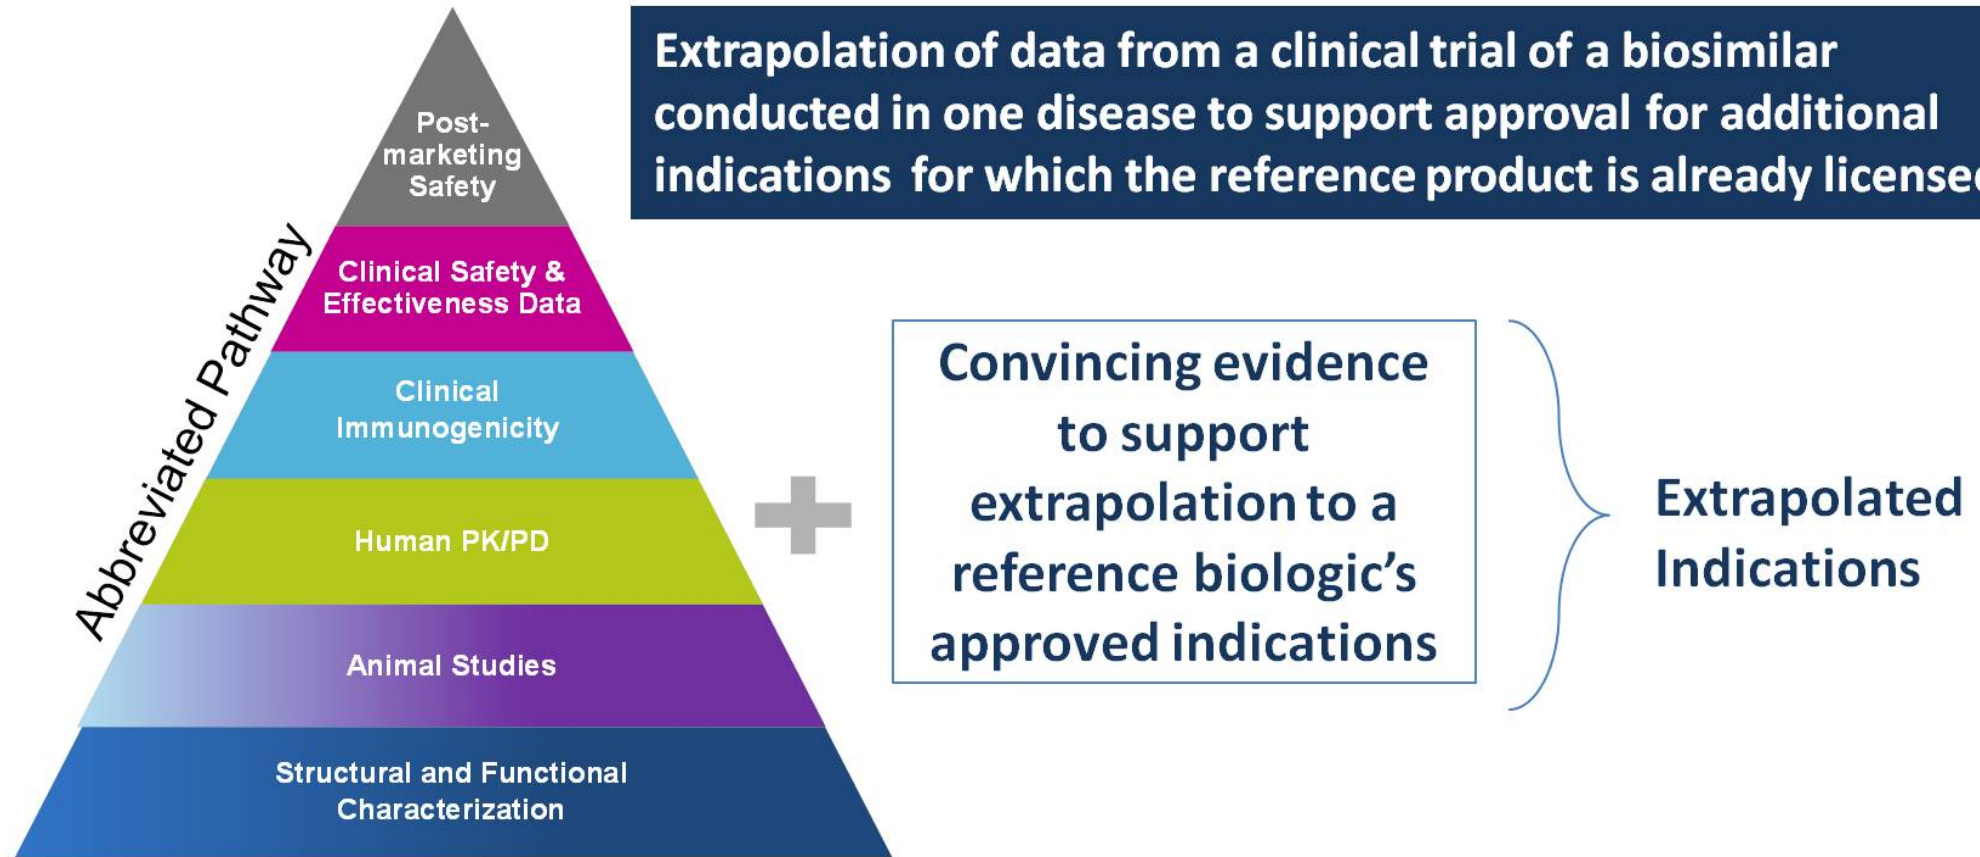 Extrapolation of data from a clinical trial of a biosimilar
conducted in one disease to support approval for additional
indications for which the reference product is already licensed
Abbreviated Pathway
Post-
marketing
Safety
Clinical Safety &
Effectiveness Data
Clinical
Immunogenicity
Human PK/PD
Animal Studies
Structural and Functional
Characterization
Convincing evidence
to support
extrapolation to a
reference biologic’s
approved indications
Extrapolated
Indications